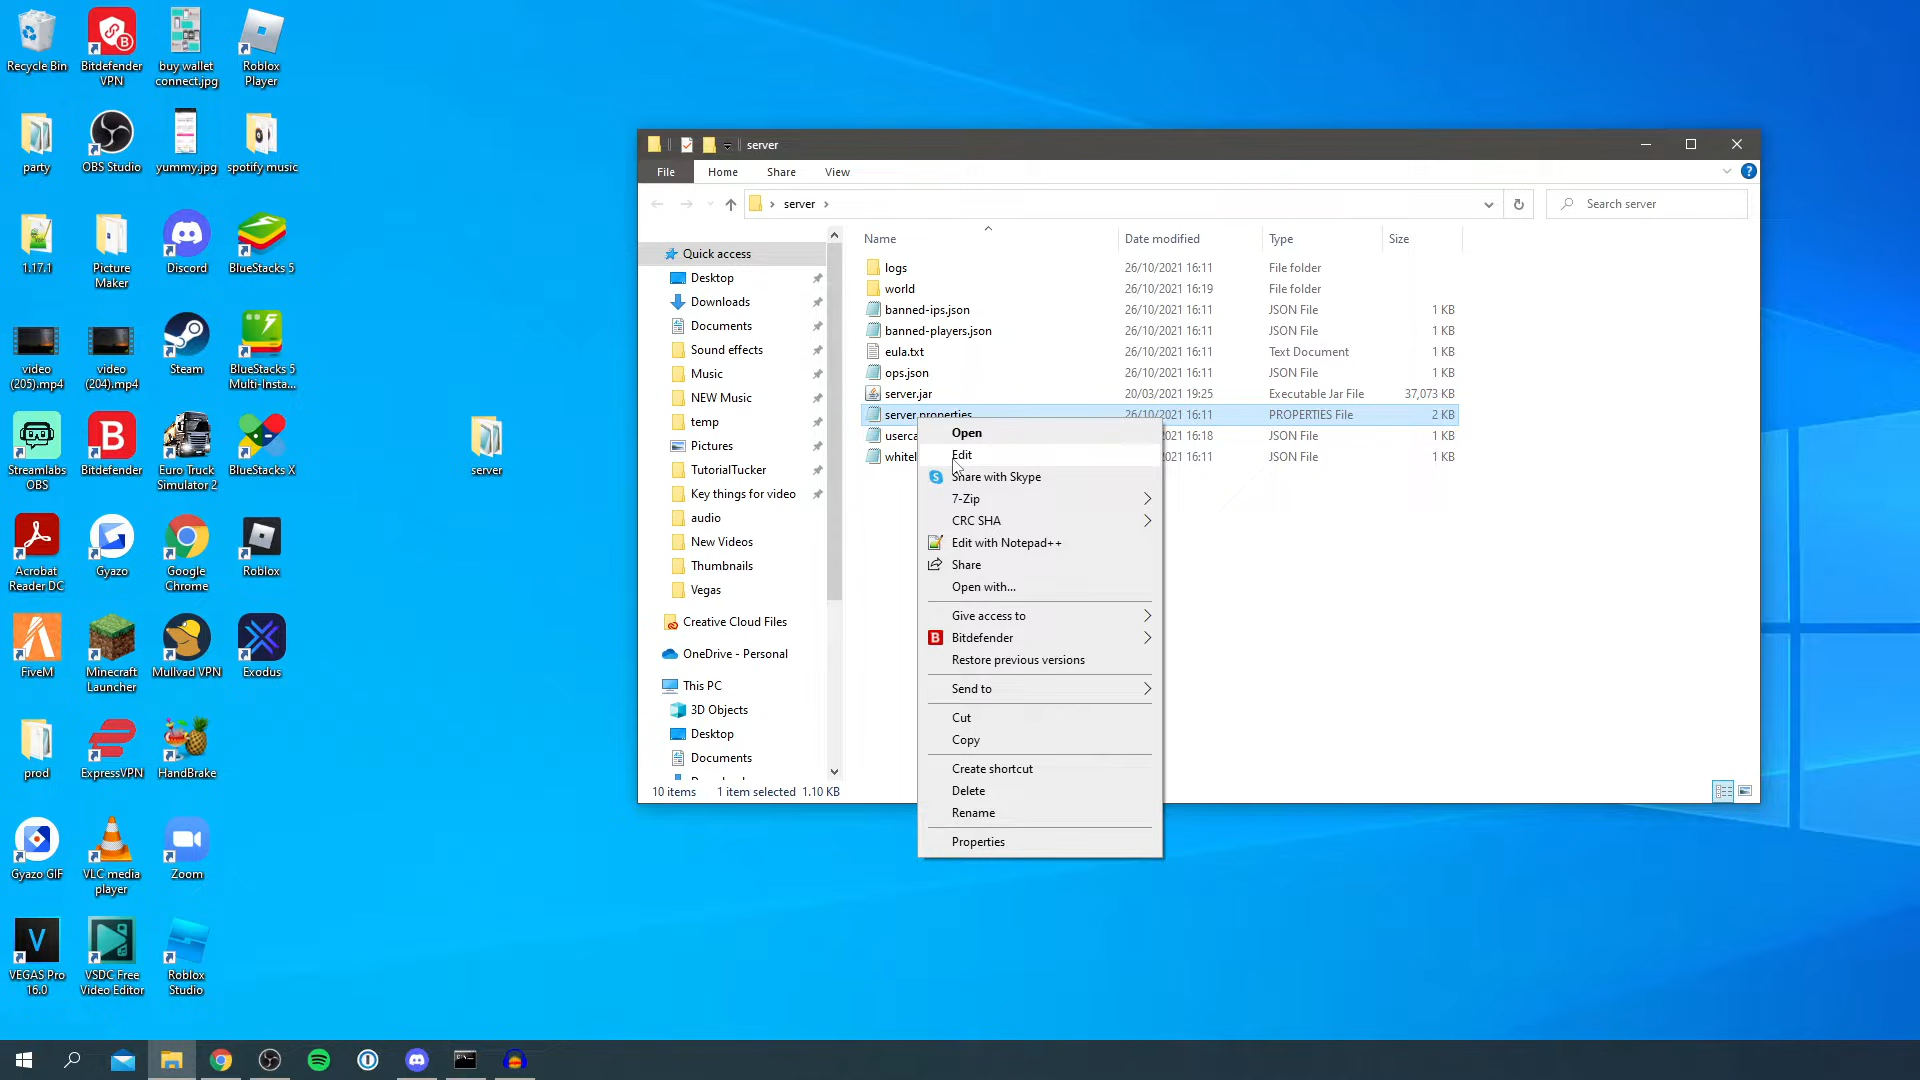 Recycle Bin
Bitdefender
VPN
buy wallet
connect.jpg
Roblox
Player
party
OBS Studio
yummy.jpg
spotify music
1.17.1
Picture
Maker
Discord
BlueStacks 5
video
(205).mp4
video
(204).mp4
Steam
BlueStacks 5
Multi-Insta...
Streamlabs
OBS
Bitdefender
Euro Truck
Simulator 2
BlueStacks X
server
Acrobat
Reader DC
Gyazo
Google
Chrome
Roblox
FiveM
Minecraft
Launcher
Mullvad VPN
Exodus
prod
ExpressVPN
HandBrake
Gyazo GIF
VLC media
player
Zoom
VEGAS Pro
16.0
VSDC Free
Video Editor
Roblox
Studio
server
File Home Share View
server
Search server
Quick access
Desktop
Downloads
Documents
Sound effects
Music
NEW Music
temp
Pictures
TutorialTucker
Key things for video
audio
New Videos
Thumbnails
Vegas
Creative Cloud Files
OneDrive - Personal
This PC
3D Objects
Desktop
Documents
Name Date modified Type Size
logs 26/10/2021 16:11 File folder
world 26/10/2021 16:19 File folder
banned-ips.json 26/10/2021 16:11 JSON File 1 KB
banned-players.json 26/10/2021 16:11 JSON File 1 KB
eula.txt 26/10/2021 16:11 Text Document 1 KB
ops.json 26/10/2021 16:11 JSON File 1 KB
server.jar 20/03/2021 19:25 Executable Jar File 37,073 KB
server.properties 26/10/2021 16:11 PROPERTIES File 2 KB
userca 16:18 JSON File 1 KB
whitel 16:11 JSON File 1 KB
Open
Edit
Share with Skype
7-Zip
CRC SHA
Edit with Notepad++
Share
Open with...
Give access to
Bitdefender
Restore previous versions
Send to
Cut
Copy
Create shortcut
Delete
Rename
Properties
10 items 1 item selected 1.10 KB